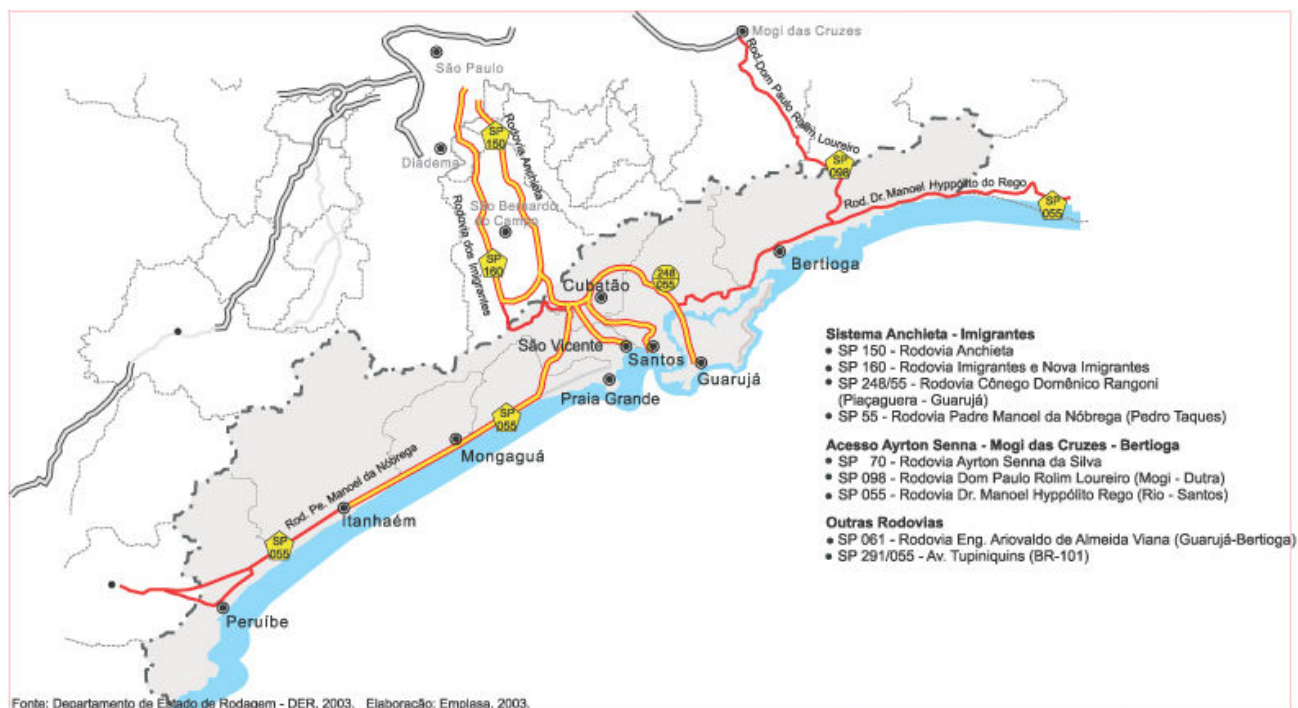 Mogi das Cruzes
São Paulo
Rod.Dom Paulo Rolim Loureiro
SP
150
Rodovia Anchieta
Diadema
SP
098
Rod. Dr. Manoel Hyppólito do Rego
SP
055
São Bernardo
do Campo
Rodovia dos Imigrantes
SP
160
Bertioga
248
055
Cubatão
São Vicente
Santos
Guarujá
Praia Grande
SP
055
Mongaguá
Rod. Pe. Manoel da Nóbrega
Itanhaém
SP
055
Peruíbe
Sistema Anchieta - Imigrantes
SP 150 - Rodovia Anchieta
SP 160 - Rodovia Imigrantes e Nova Imigrantes
SP 248/55 - Rodovia Cônego Domênico Rangoni
(Piaçaguera - Guarujá)
SP 55 - Rodovia Padre Manoel da Nóbrega (Pedro Taques)
Acesso Ayrton Senna - Mogi das Cruzes - Bertioga
SP 70 - Rodovia Ayrton Senna da Silva
SP 098 - Rodovia Dom Paulo Rolim Loureiro (Mogi - Dutra)
SP 055 - Rodovia Dr. Manoel Hyppólito Rego (Rio - Santos)
Outras Rodovias
SP 061 - Rodovia Eng. Ariovaldo de Almeida Viana (Guarujá-Bertioga)
SP 291/055 - Av. Tupiniquins (BR-101)
Fonte: Departamento de Estado de Rodagem - DER, 2003. Elaboração: Emplasa, 2003.